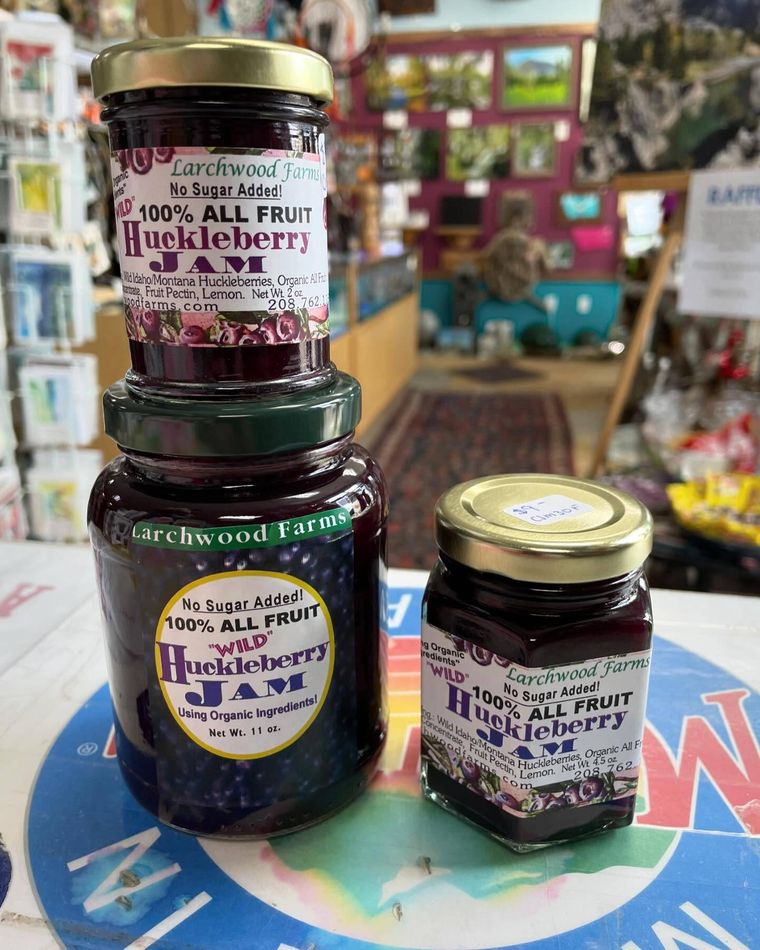 Larchwood Farms
No Sugar Added!
"WILD"
100% ALL FRUIT
Huckleberry
JAM
Wild Idaho/Montana Huckleberries, Organic All
Fruit Pectin, Lemon. Net Wt. 2 oz.
208.762.
Larchwood Farms
No Sugar Added!
100% ALL FRUIT
"WILD"
Huckleberry
JAM
Using Organic Ingredients!
Net Wt. 11 oz.
$9-
Organic
Larchwood Farms
"WILD"
No Sugar Added!
100% ALL FRUIT
Huckleberry
JAM
Wild Idaho/Montana Huckleberries, Organic All
Concentrate, Fruit Pectin, Lemon. Net Wt. 4.5 oz.
208.762
®